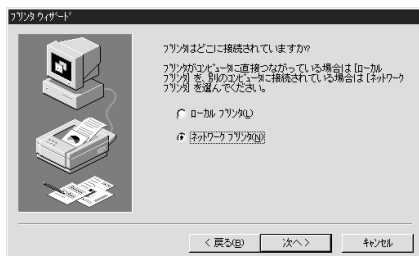 プリンタ ウィザード
プリンタはどこに接続されていますか?
プリンタがコンピュータに直接つながっている場合は [ローカル
プリンタ] を、別のコンピュータに接続されている場合は [ネットワーク
プリンタ] を選んでください。
ローカル プリンタ(L)
ネットワーク プリンタ(N)
< 戻る(B)
次へ >
キャンセル